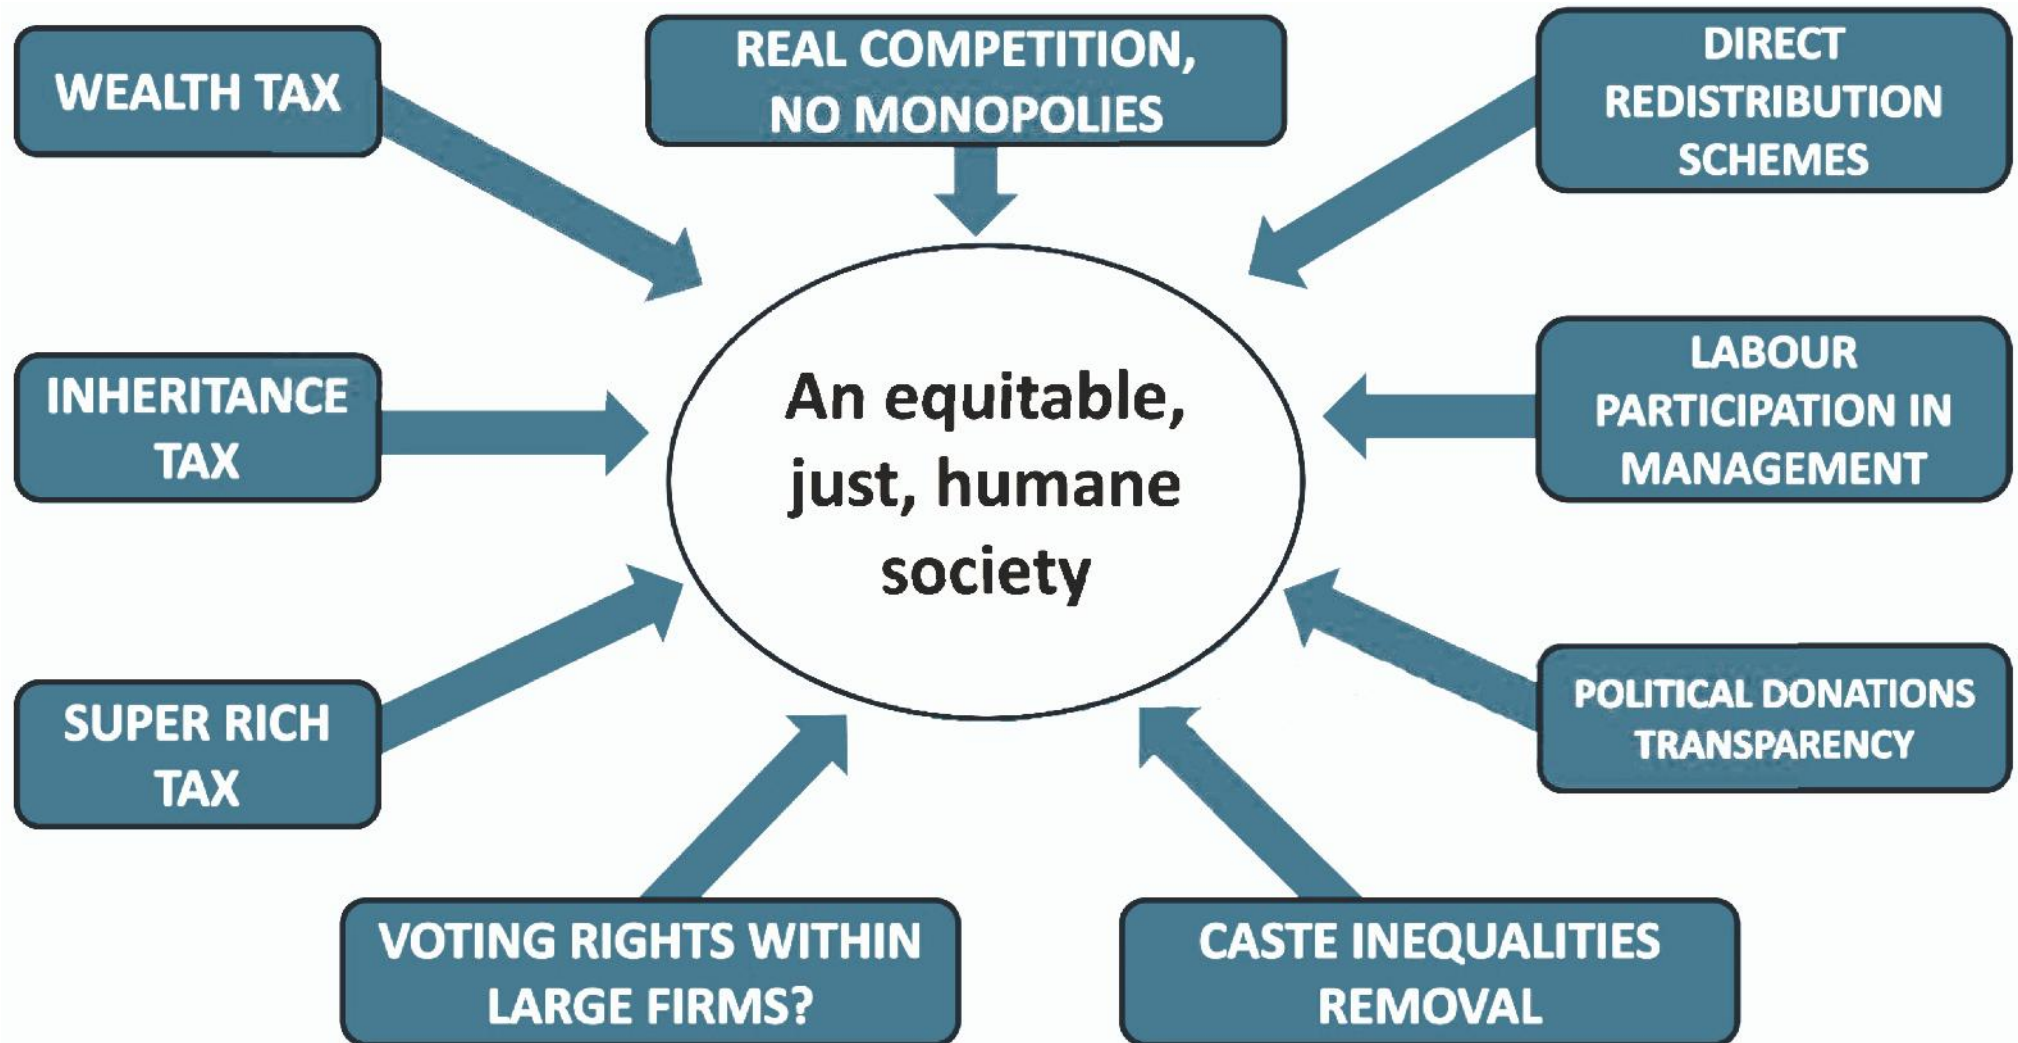 WEALTH TAX
REAL COMPETITION,
NO MONOPOLIES
DIRECT
REDISTRIBUTION
SCHEMES
INHERITANCE
TAX
An equitable,
just, humane
society
LABOUR
PARTICIPATION IN
MANAGEMENT
SUPER RICH
TAX
POLITICAL DONATIONS
TRANSPARENCY
VOTING RIGHTS WITHIN
LARGE FIRMS?
CASTE INEQUALITIES
REMOVAL